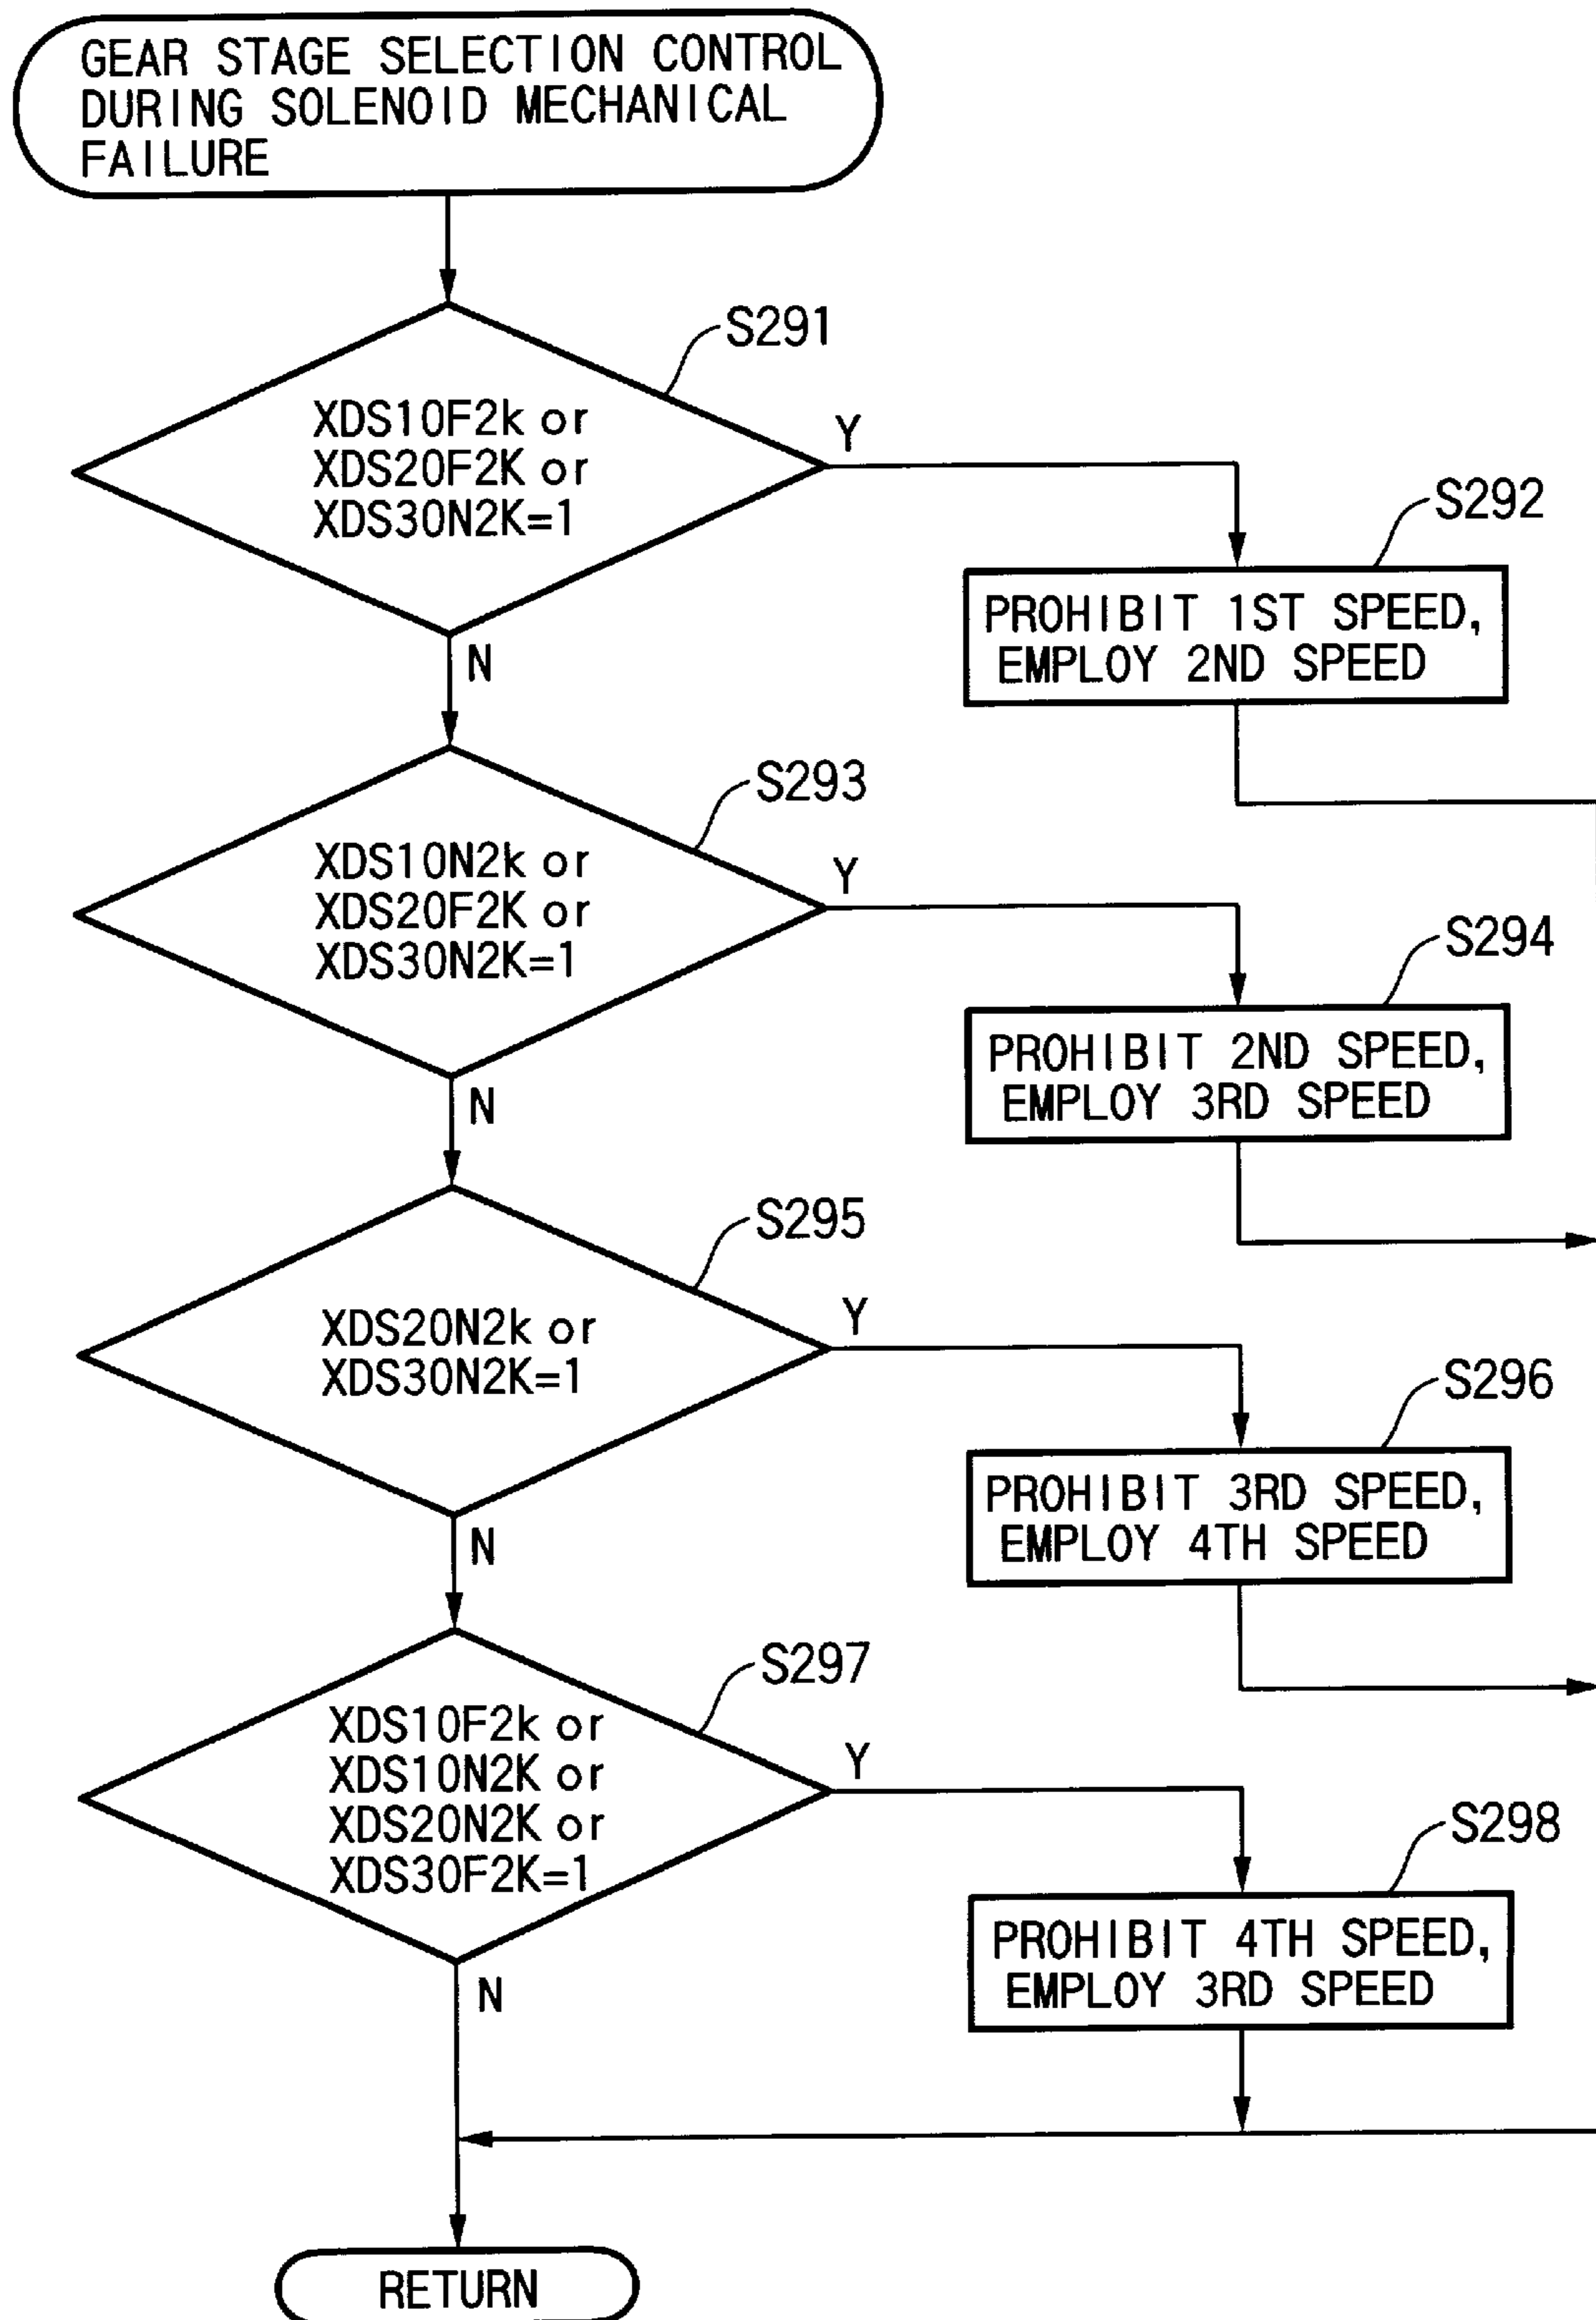 GEAR STAGE SELECTION CONTROL
DURING SOLENOID MECHANICAL
FAILURE
S291
XDS10F2k or
XDS20F2K or
XDS30N2K=1
Y
N
S292
PROHIBIT 1ST SPEED,
EMPLOY 2ND SPEED
S293
XDS10N2k or
XDS20F2K or
XDS30N2K=1
Y
N
S294
PROHIBIT 2ND SPEED,
EMPLOY 3RD SPEED
S295
XDS20N2k or
XDS30N2K=1
Y
N
S296
PROHIBIT 3RD SPEED,
EMPLOY 4TH SPEED
S297
XDS10F2k or
XDS10N2K or
XDS20N2K or
XDS30F2K=1
Y
N
S298
PROHIBIT 4TH SPEED,
EMPLOY 3RD SPEED
RETURN